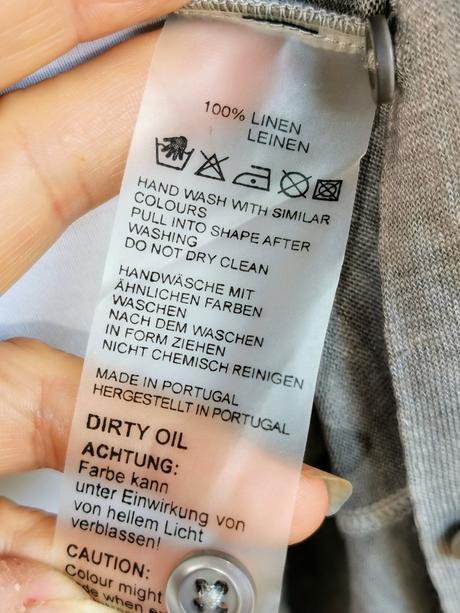 100% LINEN
LEINEN
HAND WASH WITH SIMILAR
COLOURS
PULL INTO SHAPE AFTER
WASHING
DO NOT DRY CLEAN
HANDWÄSCHE MIT
ÄHNLICHEN FARBEN
WASCHEN
NACH DEM WASCHEN
IN FORM ZIEHEN
NICHT CHEMISCH REINIGEN
MADE IN PORTUGAL
HERGESTELLT IN PORTUGAL
DIRTY OIL
ACHTUNG:
Farbe kann
unter Einwirkung von
von hellem Licht
verblassen!
CAUTION:
Colour might
when